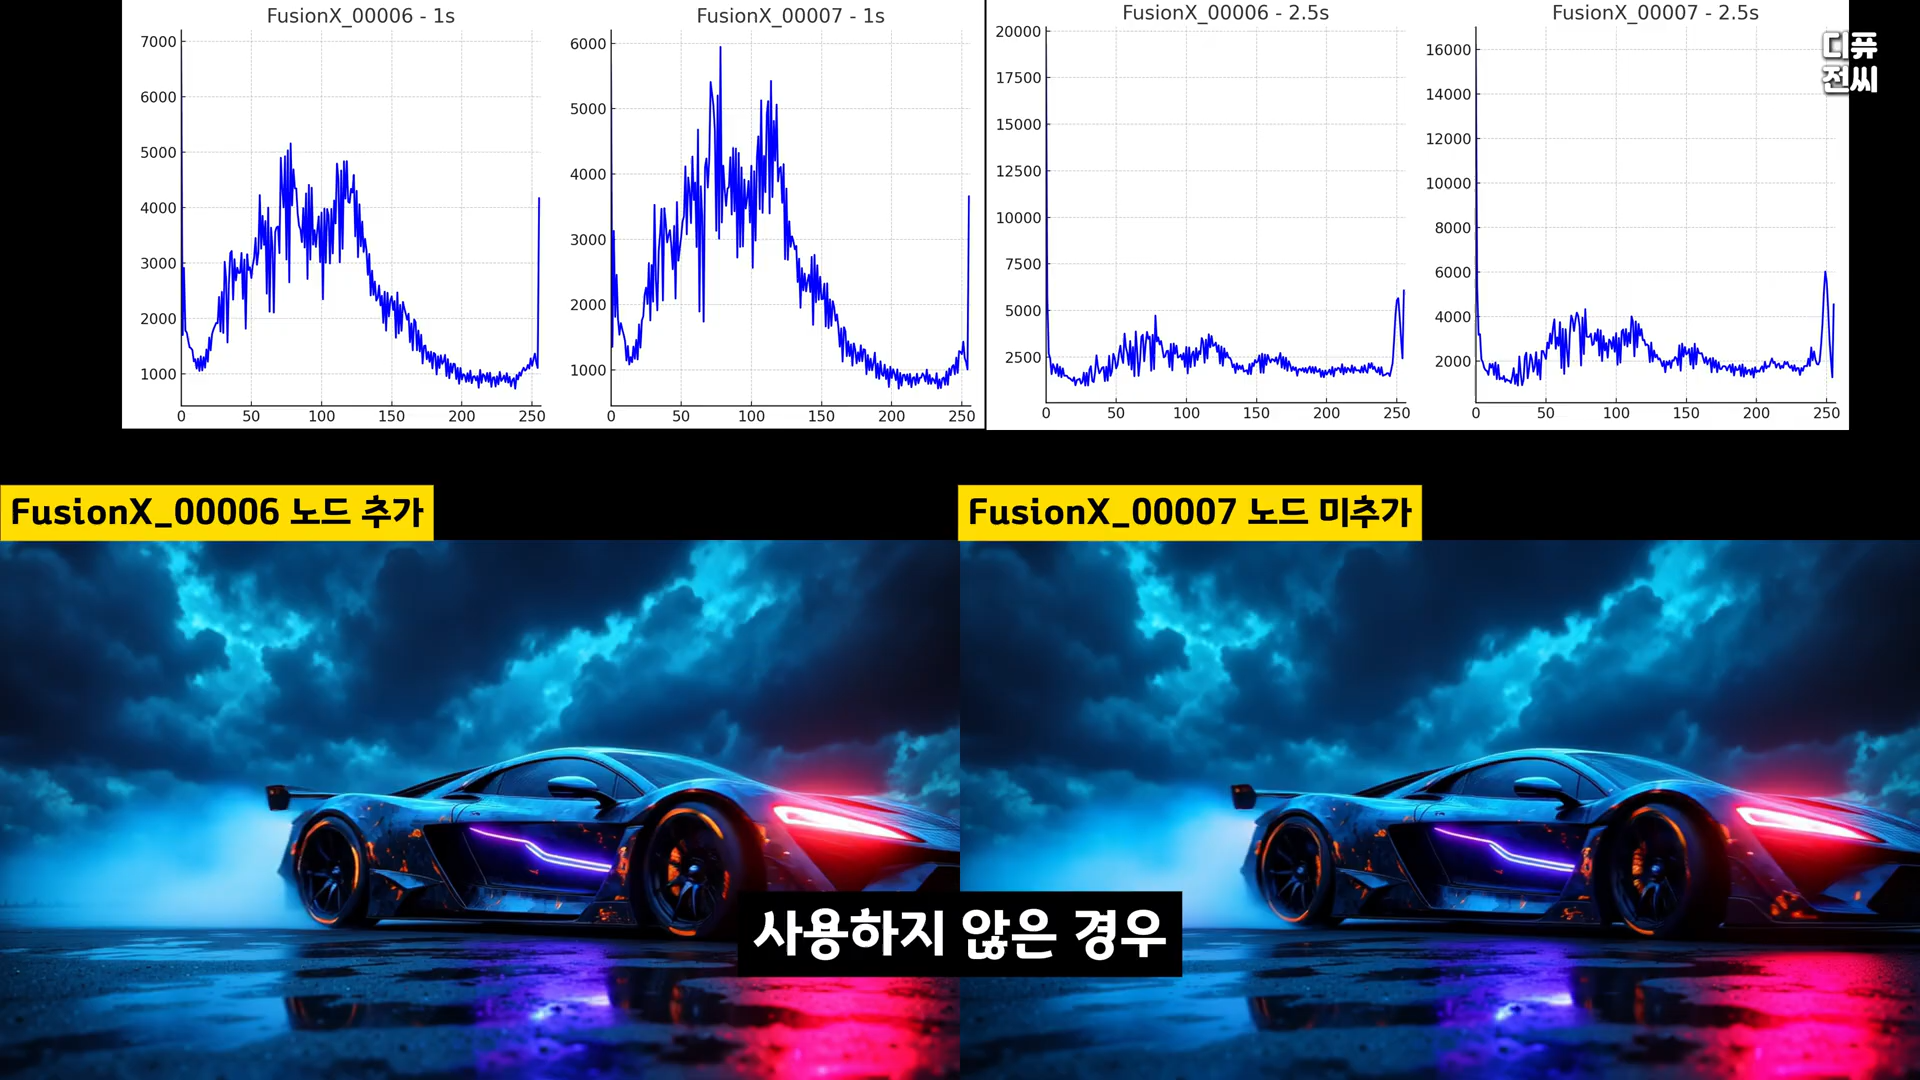 FusionX_00006 - 1s
7000
6000
5000
4000
3000
2000
1000
0 50 100 150 200 250
FusionX_00007 - 1s
6000
5000
4000
3000
2000
1000
0 50 100 150 200 250
FusionX_00006 - 2.5s
20000
17500
15000
12500
10000
7500
5000
2500
0 50 100 150 200 250
FusionX_00007 - 2.5s
16000
14000
12000
10000
8000
6000
4000
2000
0 50 100 150 200 250
디퓨
전씨
FusionX_00006 노드 추가
FusionX_00007 노드 미추가
사용하지 않은 경우